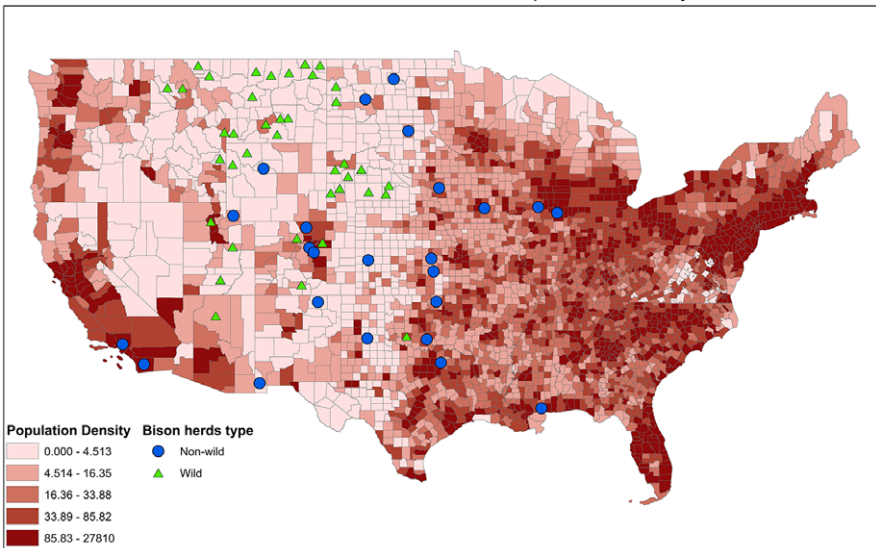 Population Density
0.000 - 4.513
4.514 - 16.35
16.36 - 33.88
33.89 - 85.82
85.83 - 27810
Bison herds type
Non-wild
Wild